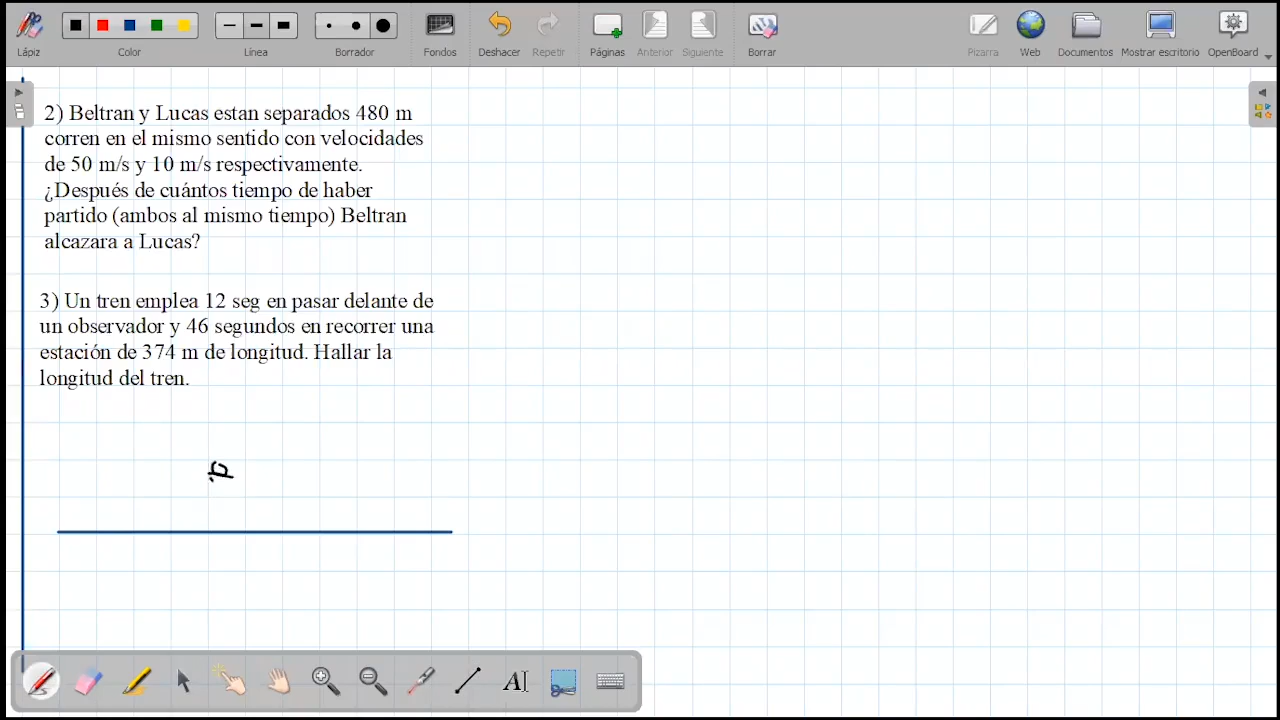 Lápiz
Color
Línea
Borrador
Fondos
Deshacer
Repetir
Páginas
Anterior
Siguiente
Borrar
Pizarra
Web
Documentos
Mostrar escritorio
OpenBoard
2) Beltran y Lucas estan separados 480 m
corren en el mismo sentido con velocidades
de 50 m/s y 10 m/s respectivamente.
¿Después de cuántos tiempo de haber
partido (ambos al mismo tiempo) Beltran
alcazara a Lucas?
3) Un tren emplea 12 seg en pasar delante de
un observador y 46 segundos en recorrer una
estación de 374 m de longitud. Hallar la
longitud del tren.